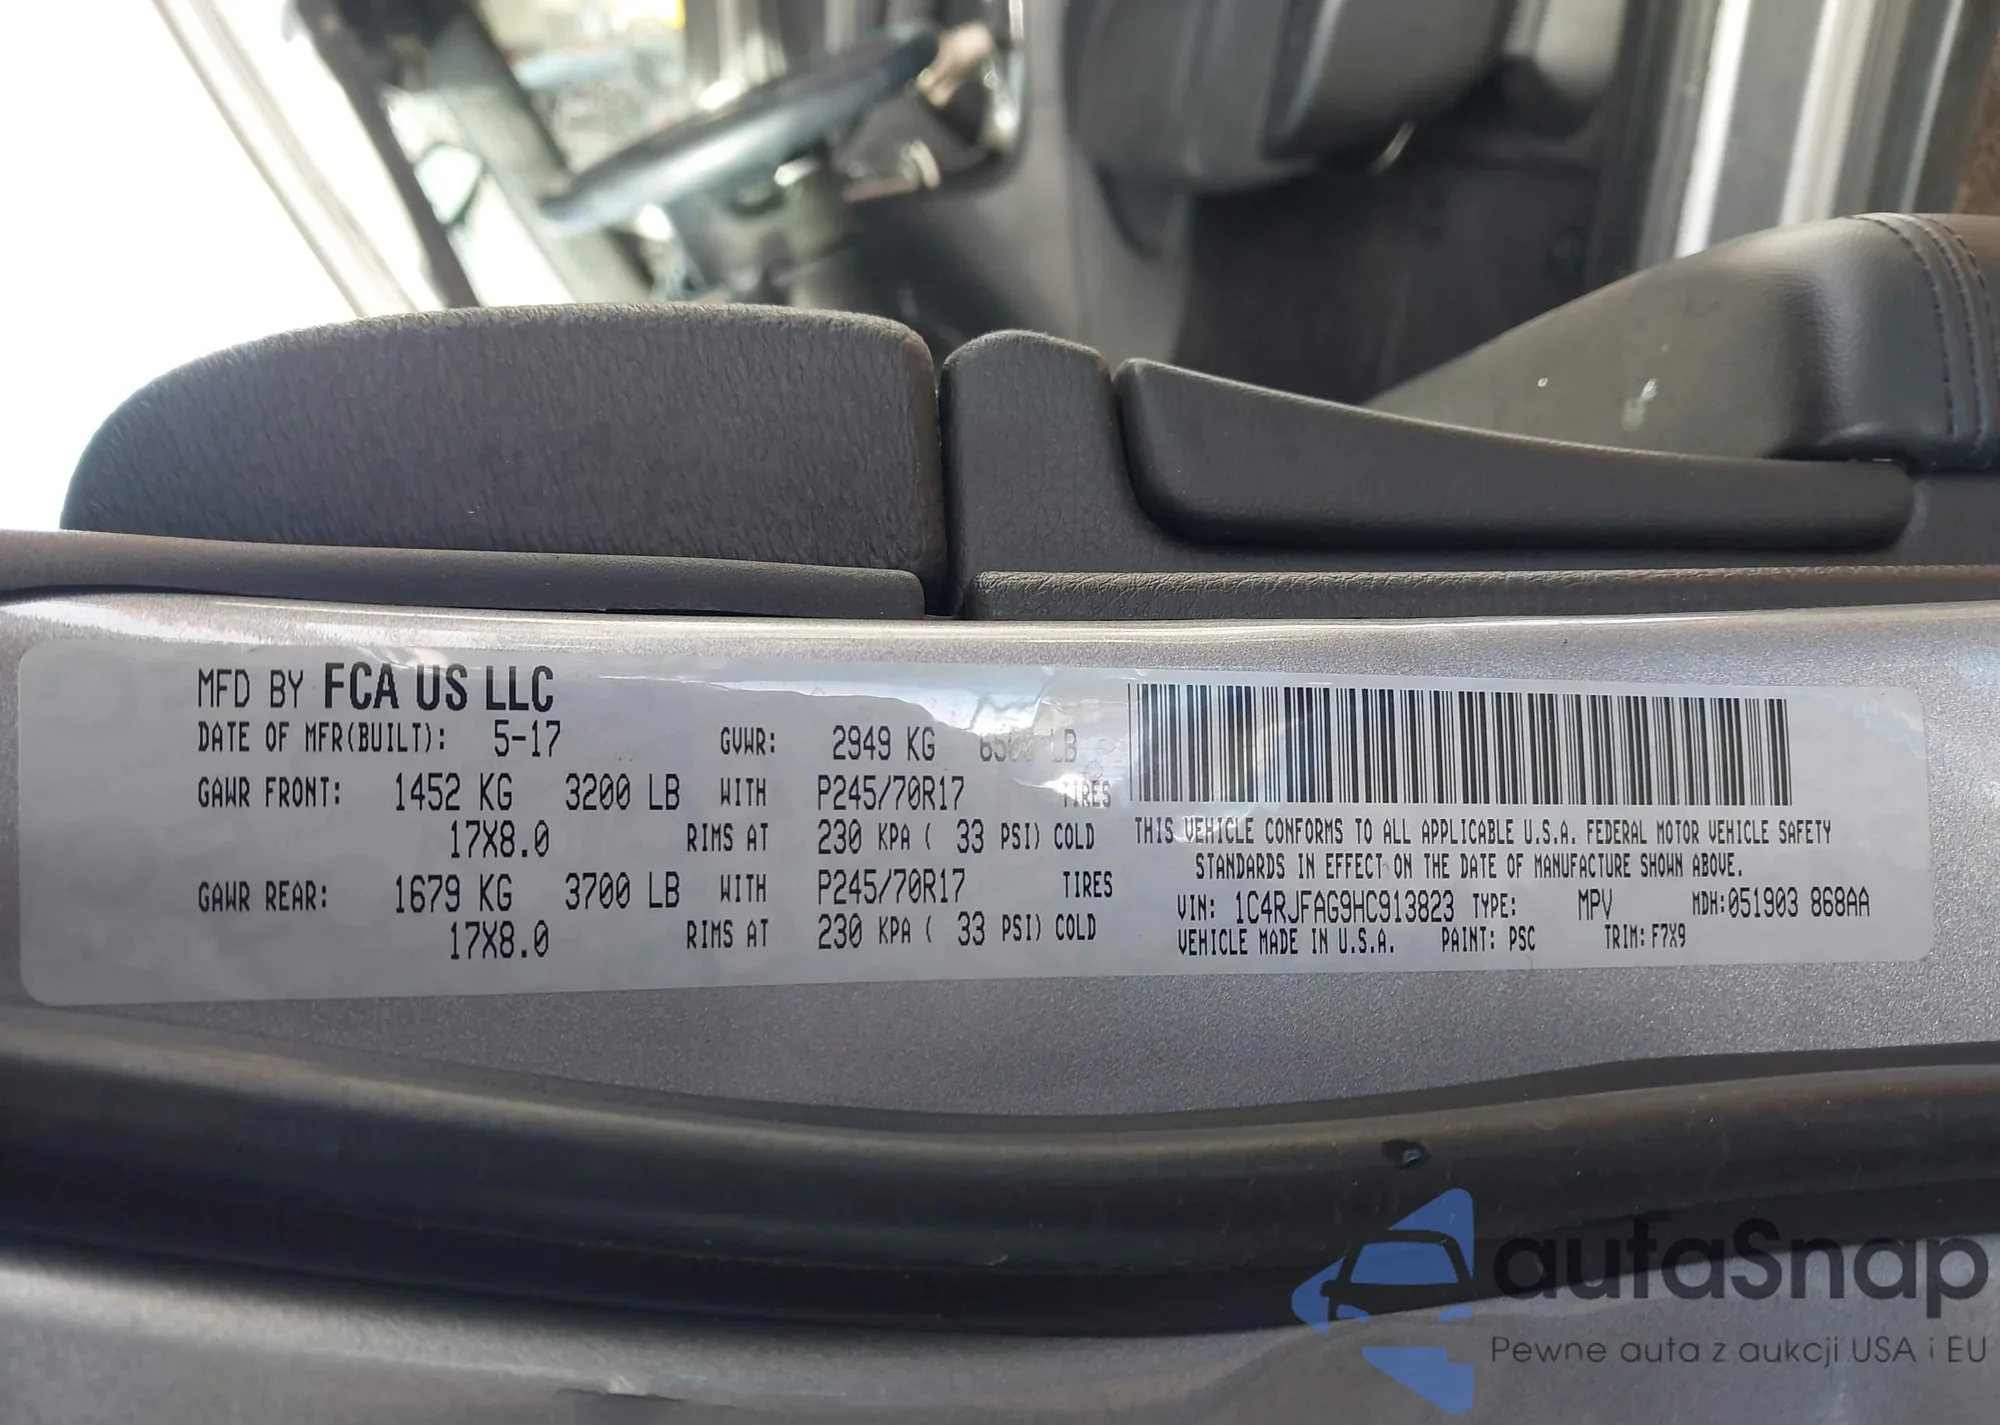 MFD BY FCA US LLC
DATE OF MFR(BUILT): 5-17 GVWR: 2949 KG 6500 LB
GAWR FRONT: 1452 KG 3200 LB WITH P245/70R17 TIRES
17X8.0 RIMS AT 230 KPA ( 33 PSI) COLD
GAWR REAR: 1679 KG 3700 LB WITH P245/70R17 TIRES
17X8.0 RIMS AT 230 KPA ( 33 PSI) COLD
THIS VEHICLE CONFORMS TO ALL APPLICABLE U.S.A. FEDERAL MOTOR VEHICLE SAFETY
STANDARDS IN EFFECT ON THE DATE OF MANUFACTURE SHOWN ABOVE.
VIN: 1C4RJFAG9HC913823 TYPE: MPV MDH:051903 868AA
VEHICLE MADE IN U.S.A. PAINT: PSC TRIM: F7X9
autaSnap
Pewne auta z aukcji USA i EU